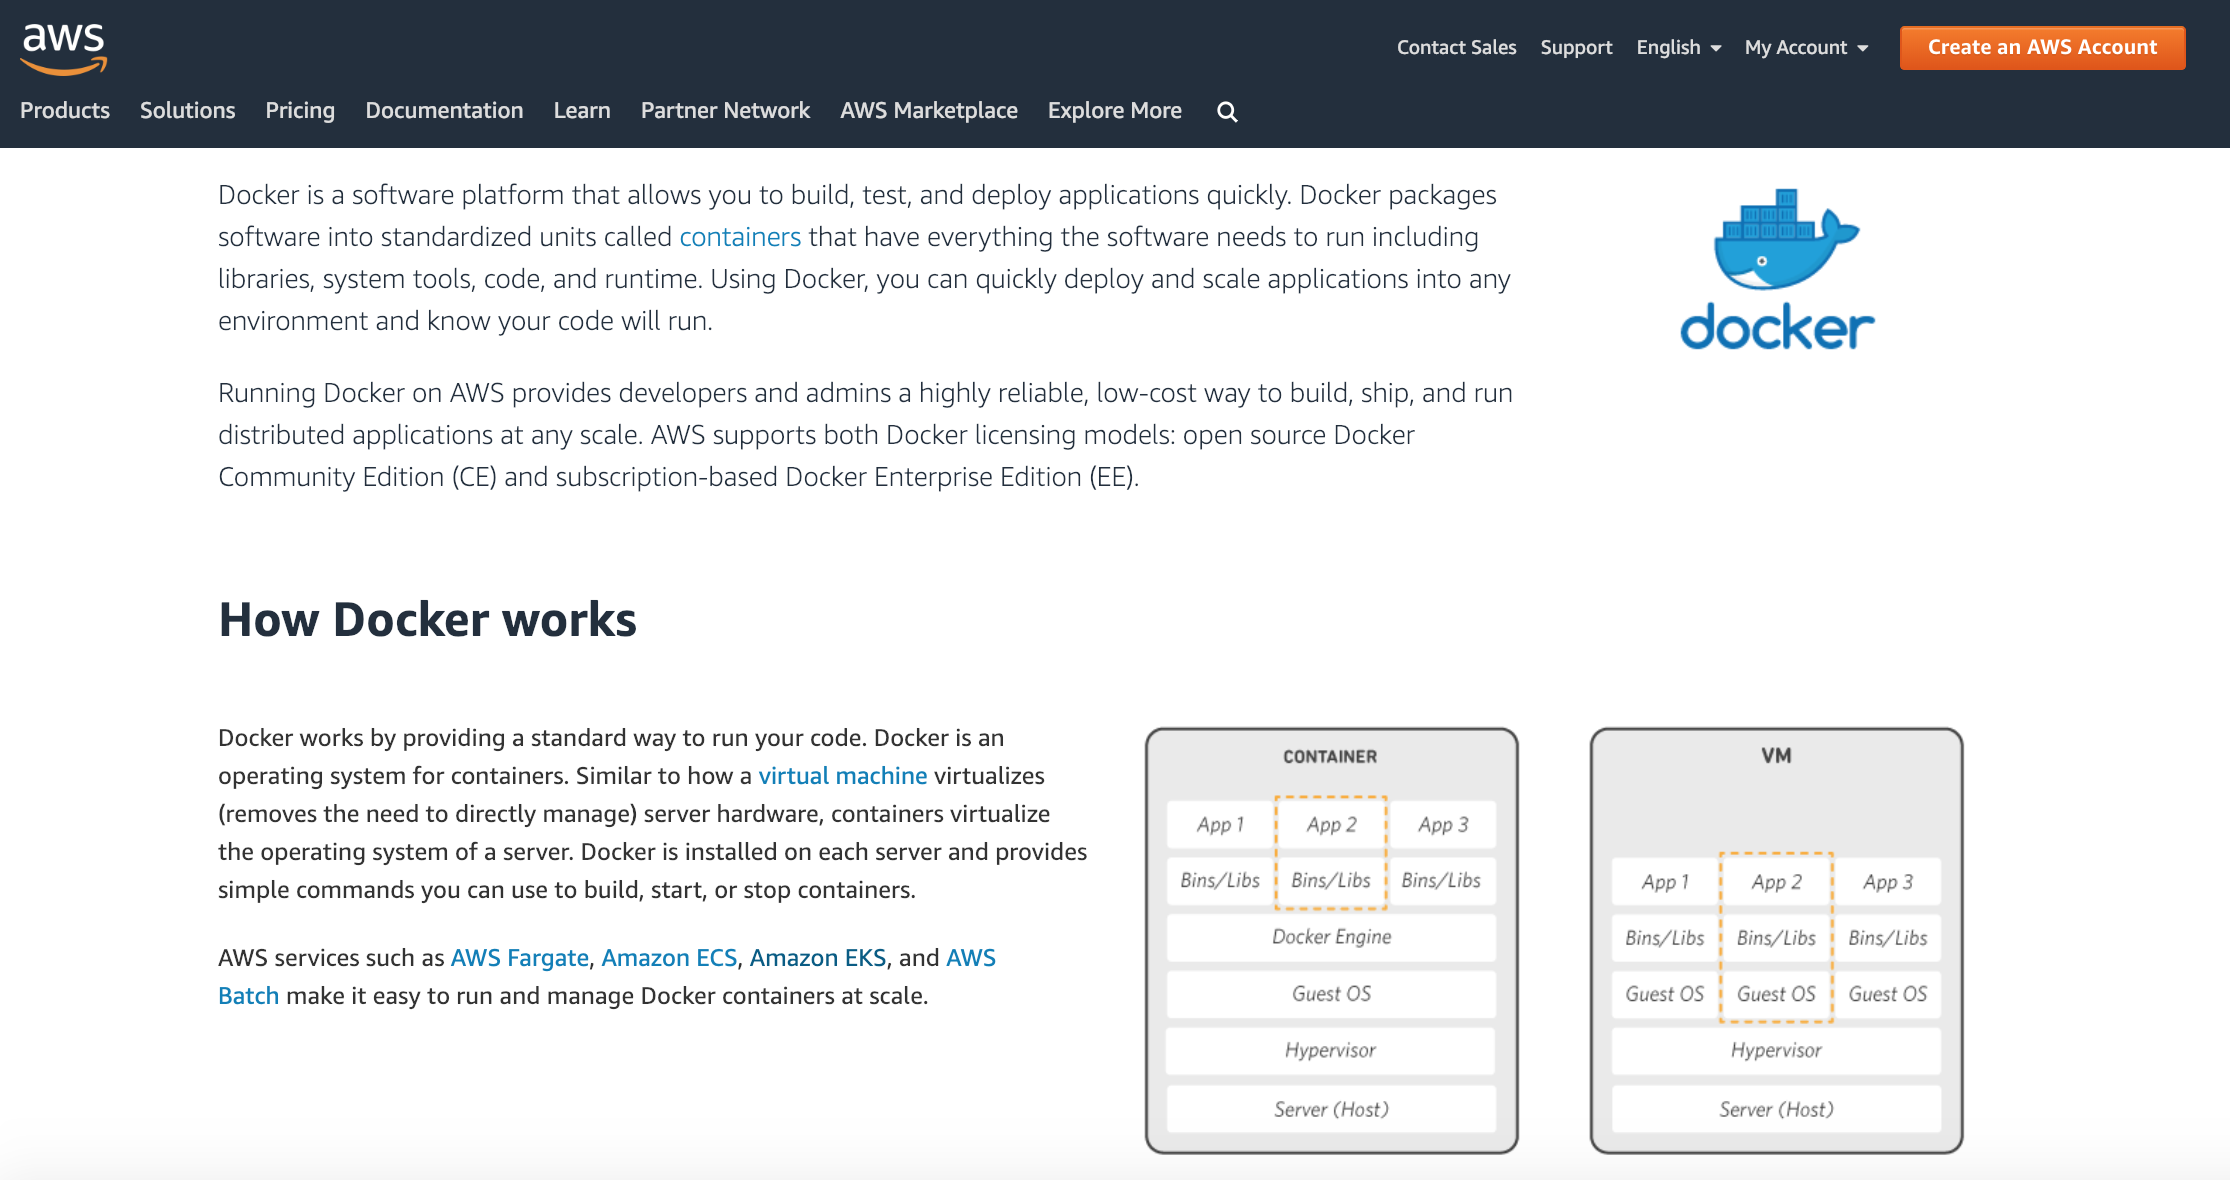 aws
Contact Sales Support English My Account Create an AWS Account
Products Solutions Pricing Documentation Learn Partner Network AWS Marketplace Explore More
Docker is a software platform that allows you to build, test, and deploy applications quickly. Docker packages
software into standardized units called containers that have everything the software needs to run including
libraries, system tools, code, and runtime. Using Docker, you can quickly deploy and scale applications into any
environment and know your code will run.
docker
Running Docker on AWS provides developers and admins a highly reliable, low-cost way to build, ship, and run
distributed applications at any scale. AWS supports both Docker licensing models: open source Docker
Community Edition (CE) and subscription-based Docker Enterprise Edition (EE).
How Docker works
Docker works by providing a standard way to run your code. Docker is an
operating system for containers. Similar to how a virtual machine virtualizes
(removes the need to directly manage) server hardware, containers virtualize
the operating system of a server. Docker is installed on each server and provides
simple commands you can use to build, start, or stop containers.
AWS services such as AWS Fargate, Amazon ECS, Amazon EKS, and AWS
Batch make it easy to run and manage Docker containers at scale.
CONTAINER
App 1 App 2 App 3
Bins/Libs Bins/Libs Bins/Libs
Docker Engine
Guest OS
Hypervisor
Server (Host)
VM
App 1 App 2 App 3
Bins/Libs Bins/Libs Bins/Libs
Guest OS Guest OS Guest OS
Hypervisor
Server (Host)